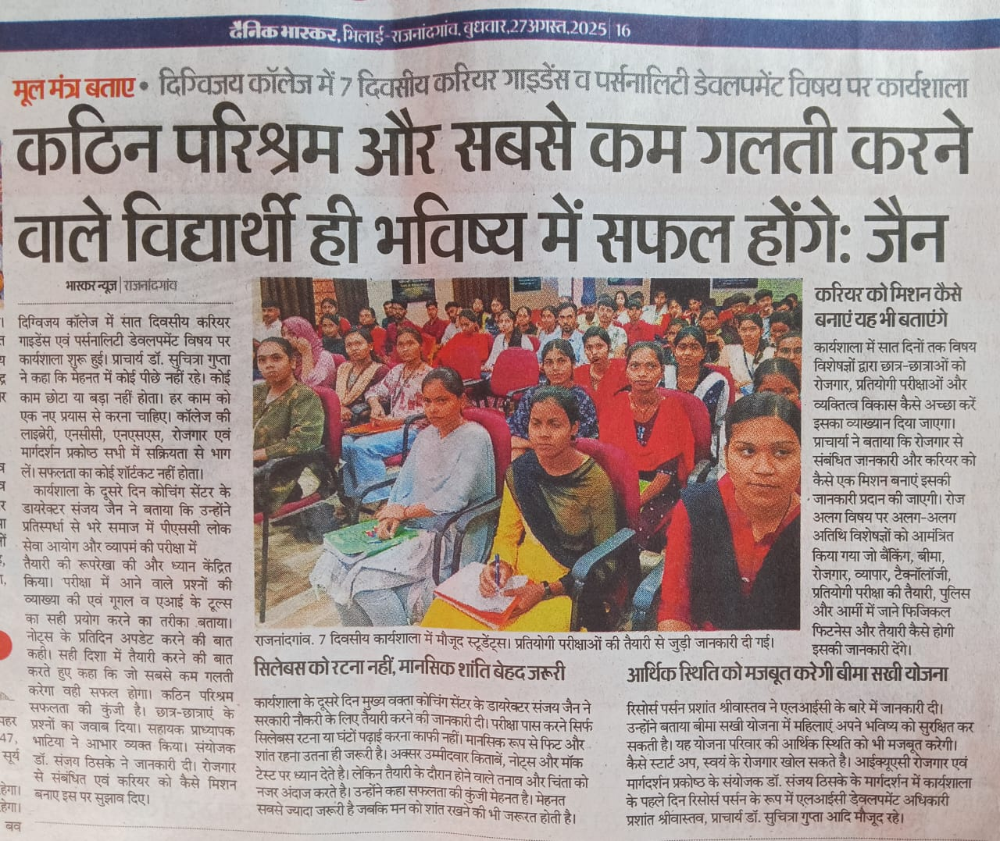 दैनिक भास्कर, भिलाई-राजनांदगांव, बुधवार, 27 अगस्त, 2025 | 16
मूल मंत्र बताए • दिग्विजय कॉलेज में 7 दिवसीय करियर गाइडेंस व पर्सनालिटी डेवलपमेंट विषय पर कार्यशाला
कठिन परिश्रम और सबसे कम गलती करने
वाले विद्यार्थी ही भविष्य में सफल होंगे: जैन
भास्कर न्यूज | राजनांदगांव
दिग्विजय कॉलेज में सात दिवसीय करियर
गाइडेंस एवं पर्सनालिटी डेवलपमेंट विषय पर
कार्यशाला शुरू हुई। प्राचार्य डॉ. सुचित्रा गुप्ता
ने कहा कि मेहनत में कोई पीछे नहीं रहे। कोई
काम छोटा या बड़ा नहीं होता। हर काम को
एक नए प्रयास से करना चाहिए। कॉलेज की
लाइब्रेरी, एनसीसी, एनएसएस, रोजगार एवं
मार्गदर्शन प्रकोष्ठ सभी में सक्रियता से भाग
लें। सफलता का कोई शॉर्टकट नहीं होता।
कार्यशाला के दूसरे दिन कोचिंग सेंटर के
डायरेक्टर संजय जैन ने बताया कि उन्होंने
प्रतिस्पर्धा से भरे समाज में पीएससी लोक
सेवा आयोग और व्यापमं की परीक्षा में
तैयारी की रूपरेखा की और ध्यान केंद्रित
किया। परीक्षा में आने वाले प्रश्नों की
व्याख्या की एवं गूगल व एआई के टूल्स
का सही प्रयोग करने का तरीका बताया।
नोट्स के प्रतिदिन अपडेट करने की बात
कही। सही दिशा में तैयारी करने की बात
करते हुए कहा कि जो सबसे कम गलती
करेगा वही सफल होगा। कठिन परिश्रम
सफलता की कुंजी है। छात्र-छात्राएं के
प्रश्नों का जवाब दिया। सहायक प्राध्यापक
भाटिया ने आभार व्यक्त किया। संयोजक
डॉ. संजय ठिसके ने जानकारी दी। रोजगार
से संबंधित एवं करियर को कैसे मिशन
बनाए इस पर सुझाव दिए।
राजनांदगांव. 7 दिवसीय कार्यशाला में मौजूद स्टूडेंट्स। प्रतियोगी परीक्षाओं की तैयारी से जुड़ी जानकारी दी गई।
करियर को मिशन कैसे
बनाएं यह भी बताएंगे
कार्यशाला में सात दिनों तक विषय
विशेषज्ञों द्वारा छात्र-छात्राओं को
रोजगार, प्रतियोगी परीक्षाओं और
व्यक्तित्व विकास कैसे अच्छा करें
इसका व्याख्यान दिया जाएगा।
प्राचार्या ने बताया कि रोजगार से
संबंधित जानकारी और करियर को
कैसे एक मिशन बनाएं इसकी
जानकारी प्रदान की जाएगी। रोज
अलग विषय पर अलग-अलग
अतिथि विशेषज्ञों को आमंत्रित
किया गया जो बैंकिंग, बीमा,
रोजगार, व्यापार, टैक्नॉलॉजी,
प्रतियोगी परीक्षा की तैयारी, पुलिस
और आर्मी में जाने फिजिकल
फिटनेस और तैयारी कैसे होगी
इसकी जानकारी देंगे।
सिलेबस को रटना नहीं, मानसिक शांति बेहद जरूरी
कार्यशाला के दूसरे दिन मुख्य वक्ता कोचिंग सेंटर के डायरेक्टर संजय जैन ने
सरकारी नौकरी के लिए तैयारी करने की जानकारी दी। परीक्षा पास करने सिर्फ
सिलेबस रटना या घंटों पढ़ाई करना काफी नहीं। मानसिक रूप से फिट और
शांत रहना उतना ही जरूरी है। अक्सर उम्मीदवार किताबें, नोट्स और मॉक
टेस्ट पर ध्यान देते है। लेकिन तैयारी के दौरान होने वाले तनाव और चिंता को
नजर अंदाज करते है। उन्होंने कहा सफलता की कुंजी मेहनत है। मेहनत
सबसे ज्यादा जरूरी है जबकि मन को शांत रखने की भी जरूरत होती है।
आर्थिक स्थिति को मजबूत करेगी बीमा सखी योजना
रिसोर्स पर्सन प्रशांत श्रीवास्तव ने एलआईसी के बारे में जानकारी दी।
उन्होंने बताया बीमा सखी योजना में महिलाएं अपने भविष्य को सुरक्षित कर
सकती है। यह योजना परिवार की आर्थिक स्थिति को भी मजबूत करेगी।
कैसे स्टार्ट अप, स्वयं के रोजगार खोल सकते है। आईक्यूएसी रोजगार एवं
मार्गदर्शन प्रकोष्ठ के संयोजक डॉ. संजय ठिसके के मार्गदर्शन में कार्यशाला
के पहले दिन रिसोर्स पर्सन के रूप में एलआईसी डेवलपमेंट अधिकारी
प्रशांत श्रीवास्तव, प्राचार्य डॉ. सुचित्रा गुप्ता आदि मौजूद रहे।